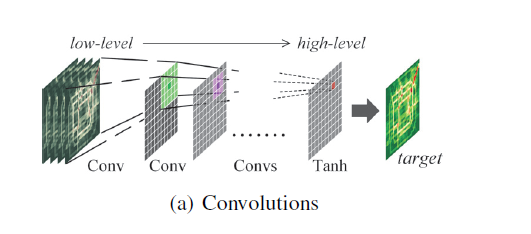 low-level high-level
Conv Conv Convs Tanh target
.......
(a) Convolutions